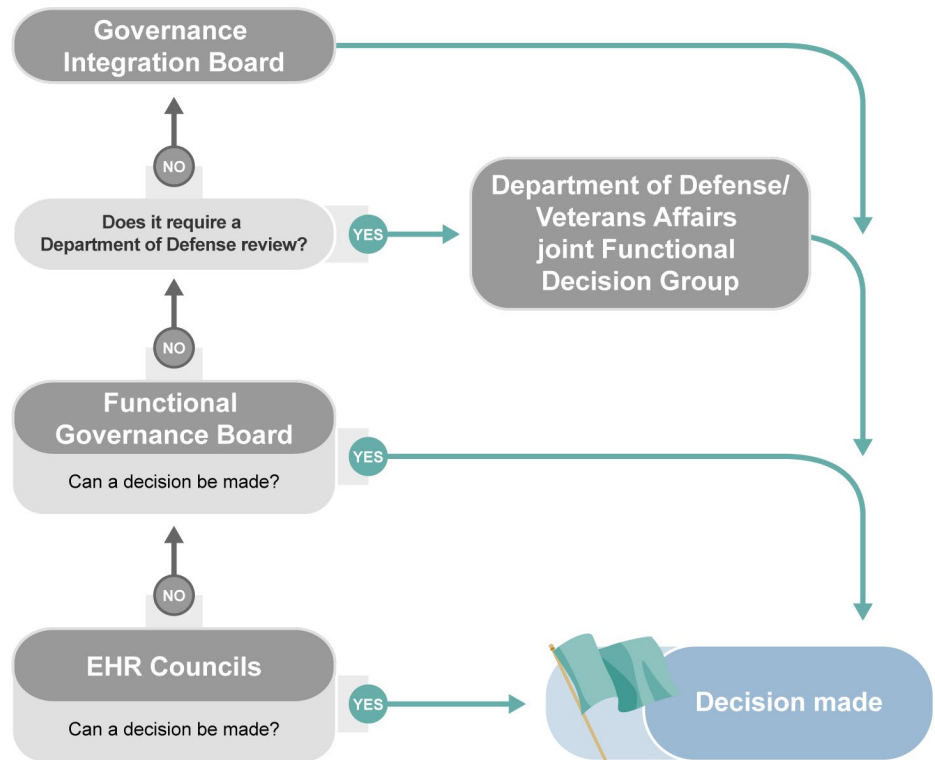 Governance
Integration Board
NO
Does it require a
Department of Defense review?
YES
Department of Defense/
Veterans Affairs
joint Functional
Decision Group
NO
Functional
Governance Board
Can a decision be made?
YES
NO
EHR Councils
Can a decision be made?
YES
Decision made